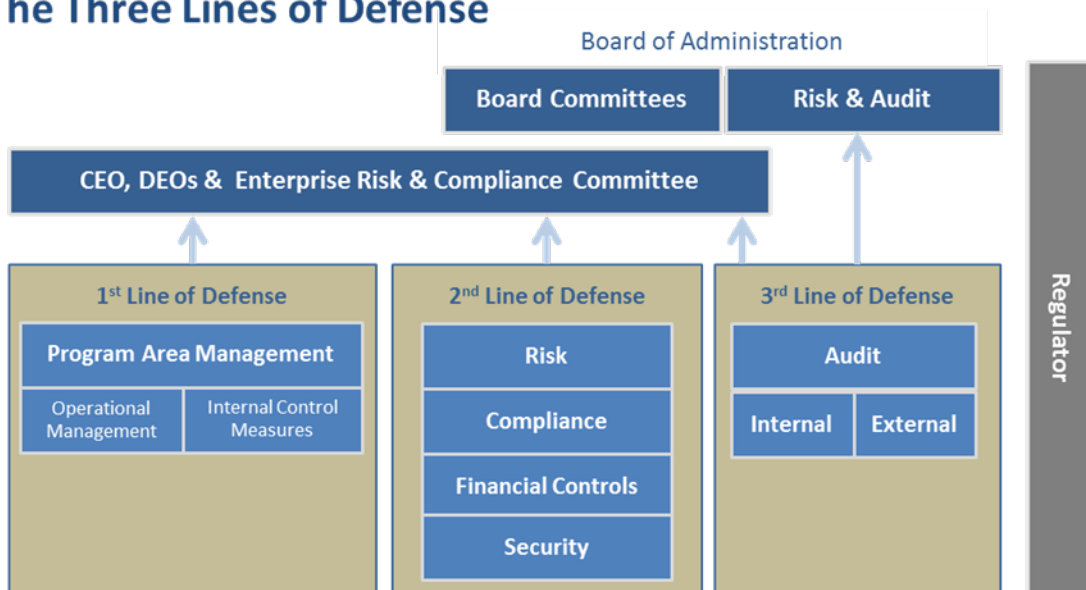 he Three Lines of Defense
Board of Administration
Board Committees
Risk & Audit
CEO, DEOs & Enterprise Risk & Compliance Committee
1st Line of Defense
Program Area Management
Operational
Management
Internal Control
Measures
2nd Line of Defense
Risk
Compliance
Financial Controls
Security
3rd Line of Defense
Audit
Internal
External
Regulator